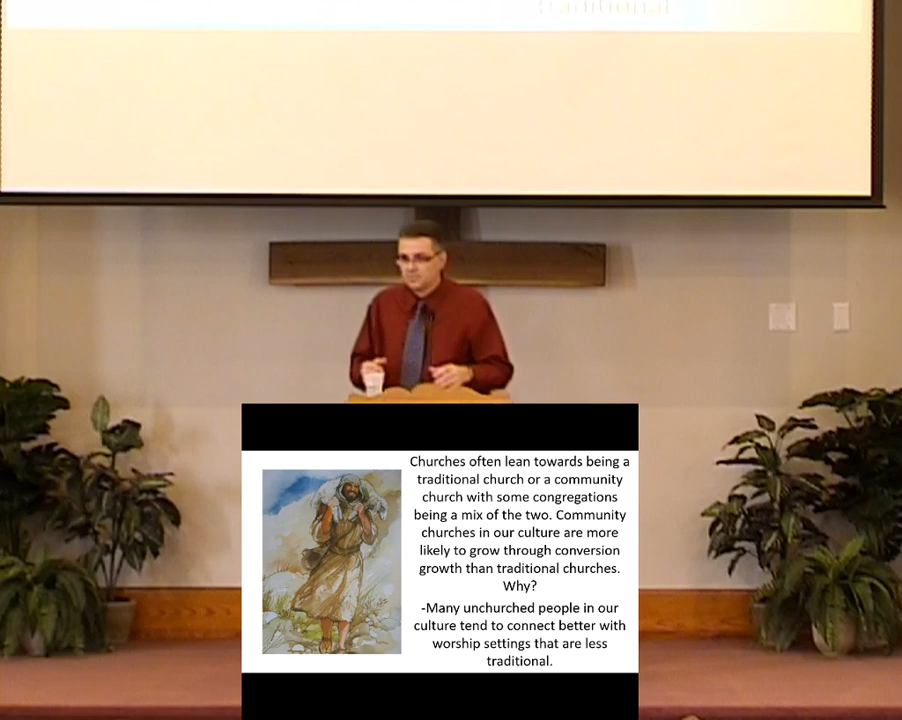 traditional
Churches often lean towards being a
traditional church or a community
church with some congregations
being a mix of the two. Community
churches in our culture are more
likely to grow through conversion
growth than traditional churches.
Why?
-Many unchurched people in our
culture tend to connect better with
worship settings that are less
traditional.